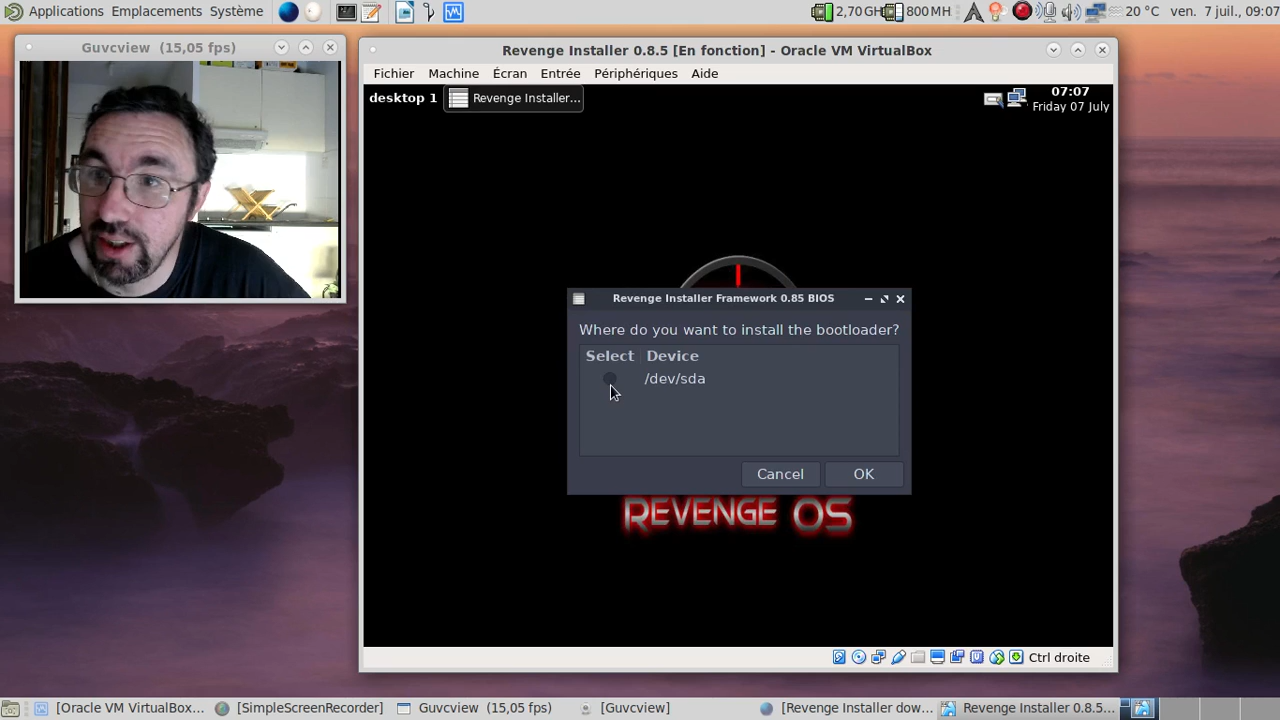 Applications Emplacements Système
2,70 GH
800 MH
20 °C ven. 7 juil., 09:07
Guvcview (15,05 fps)
Revenge Installer 0.8.5 [En fonction] - Oracle VM VirtualBox
Fichier Machine Écran Entrée Périphériques Aide
desktop 1
Revenge Installer...
07:07
Friday 07 July
Revenge Installer Framework 0.85 BIOS
Where do you want to install the bootloader?
Select Device
/dev/sda
Cancel OK
REVENGE OS
Ctrl droite
[Oracle VM VirtualBox...
[SimpleScreenRecorder]
Guvcview (15,05 fps)
[Guvcview]
[Revenge Installer dow...
Revenge Installer 0.8.5...